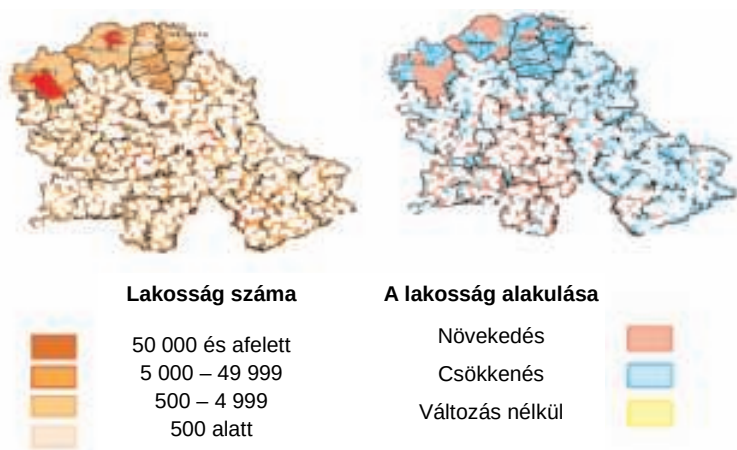 Lakosság száma
50 000 és afelett
5 000 – 49 999
500 – 4 999
500 alatt
A lakosság alakulása
Növekedés
Csökkenés
Változás nélkül